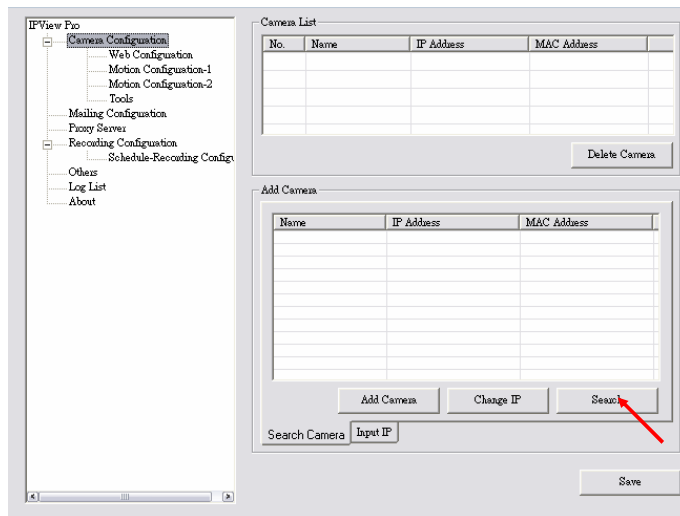 IPView Pro
Camera Configuration
Web Configuration
Motion Configuration-1
Motion Configuration-2
Tools
Mailing Configuration
Proxy Server
Recording Configuration
Schedule-Recording Configu
Others
Log List
About
Camera List
No. Name IP Address MAC Address
Delete Camera
Add Camera
Name IP Address MAC Address
Add Camera Change IP Search
Search Camera Input IP
Save